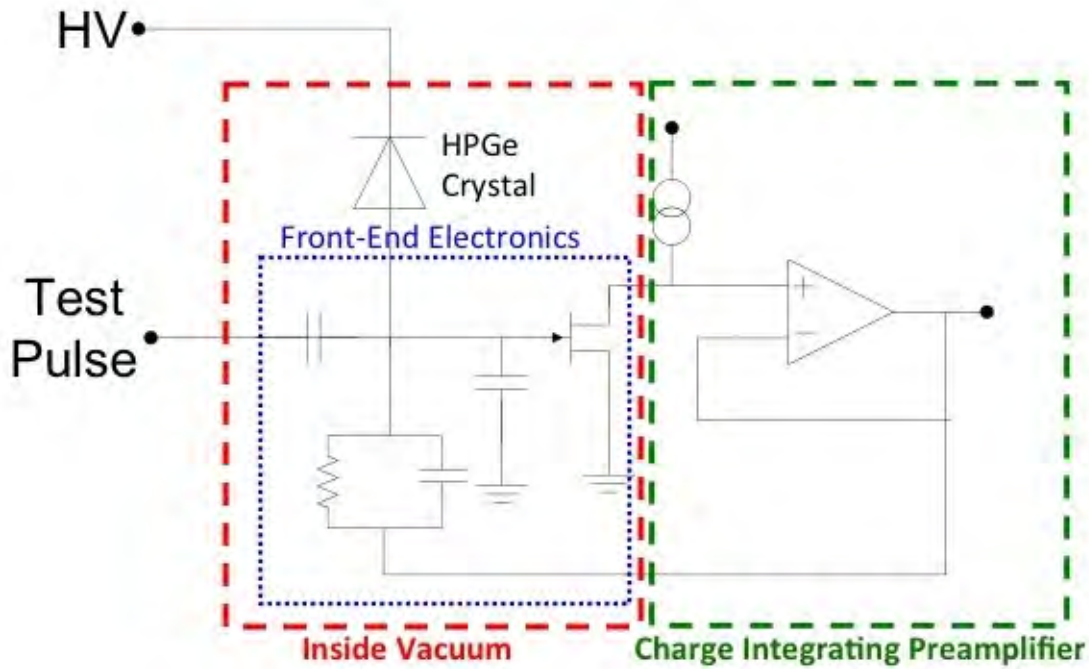 HV
HPGe
Crystal
Front-End Electronics
Test
Pulse
+
−
Inside Vacuum
Charge Integrating Preamplifier